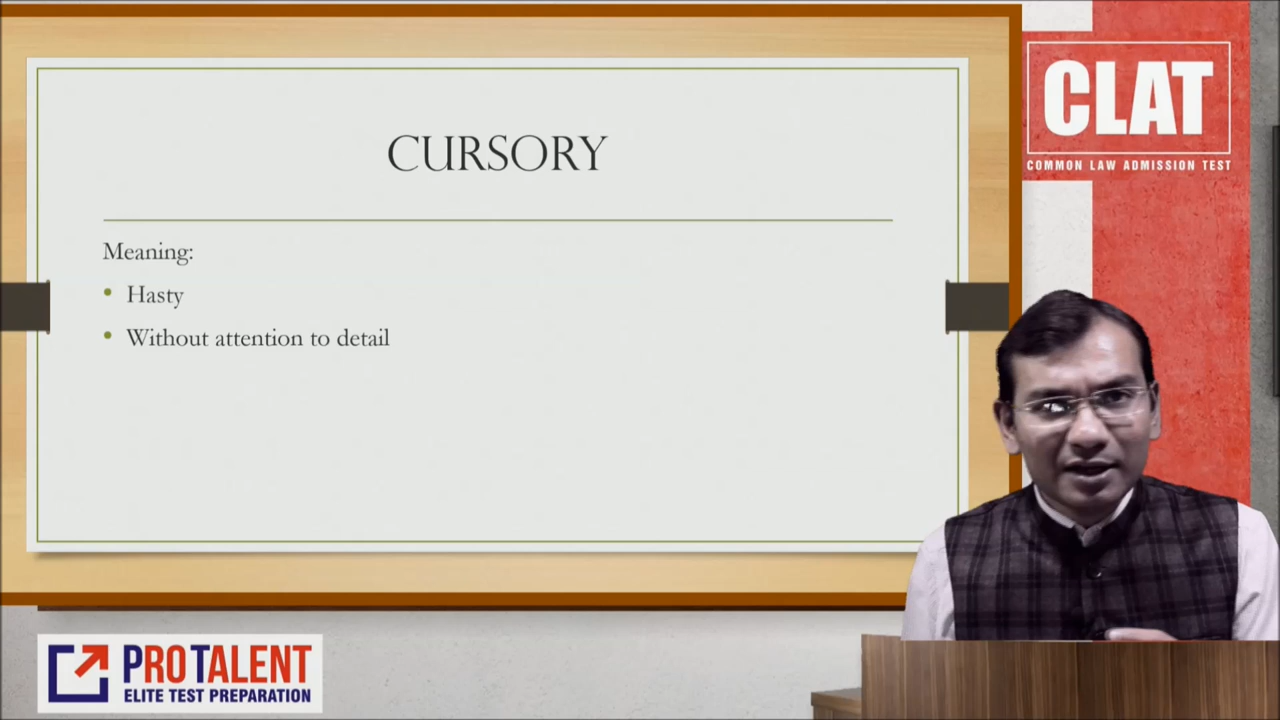 CURSORY
Meaning:
• Hasty
• Without attention to detail
CLAT
COMMON LAW ADMISSION TEST
PROTALENT
ELITE TEST PREPARATION